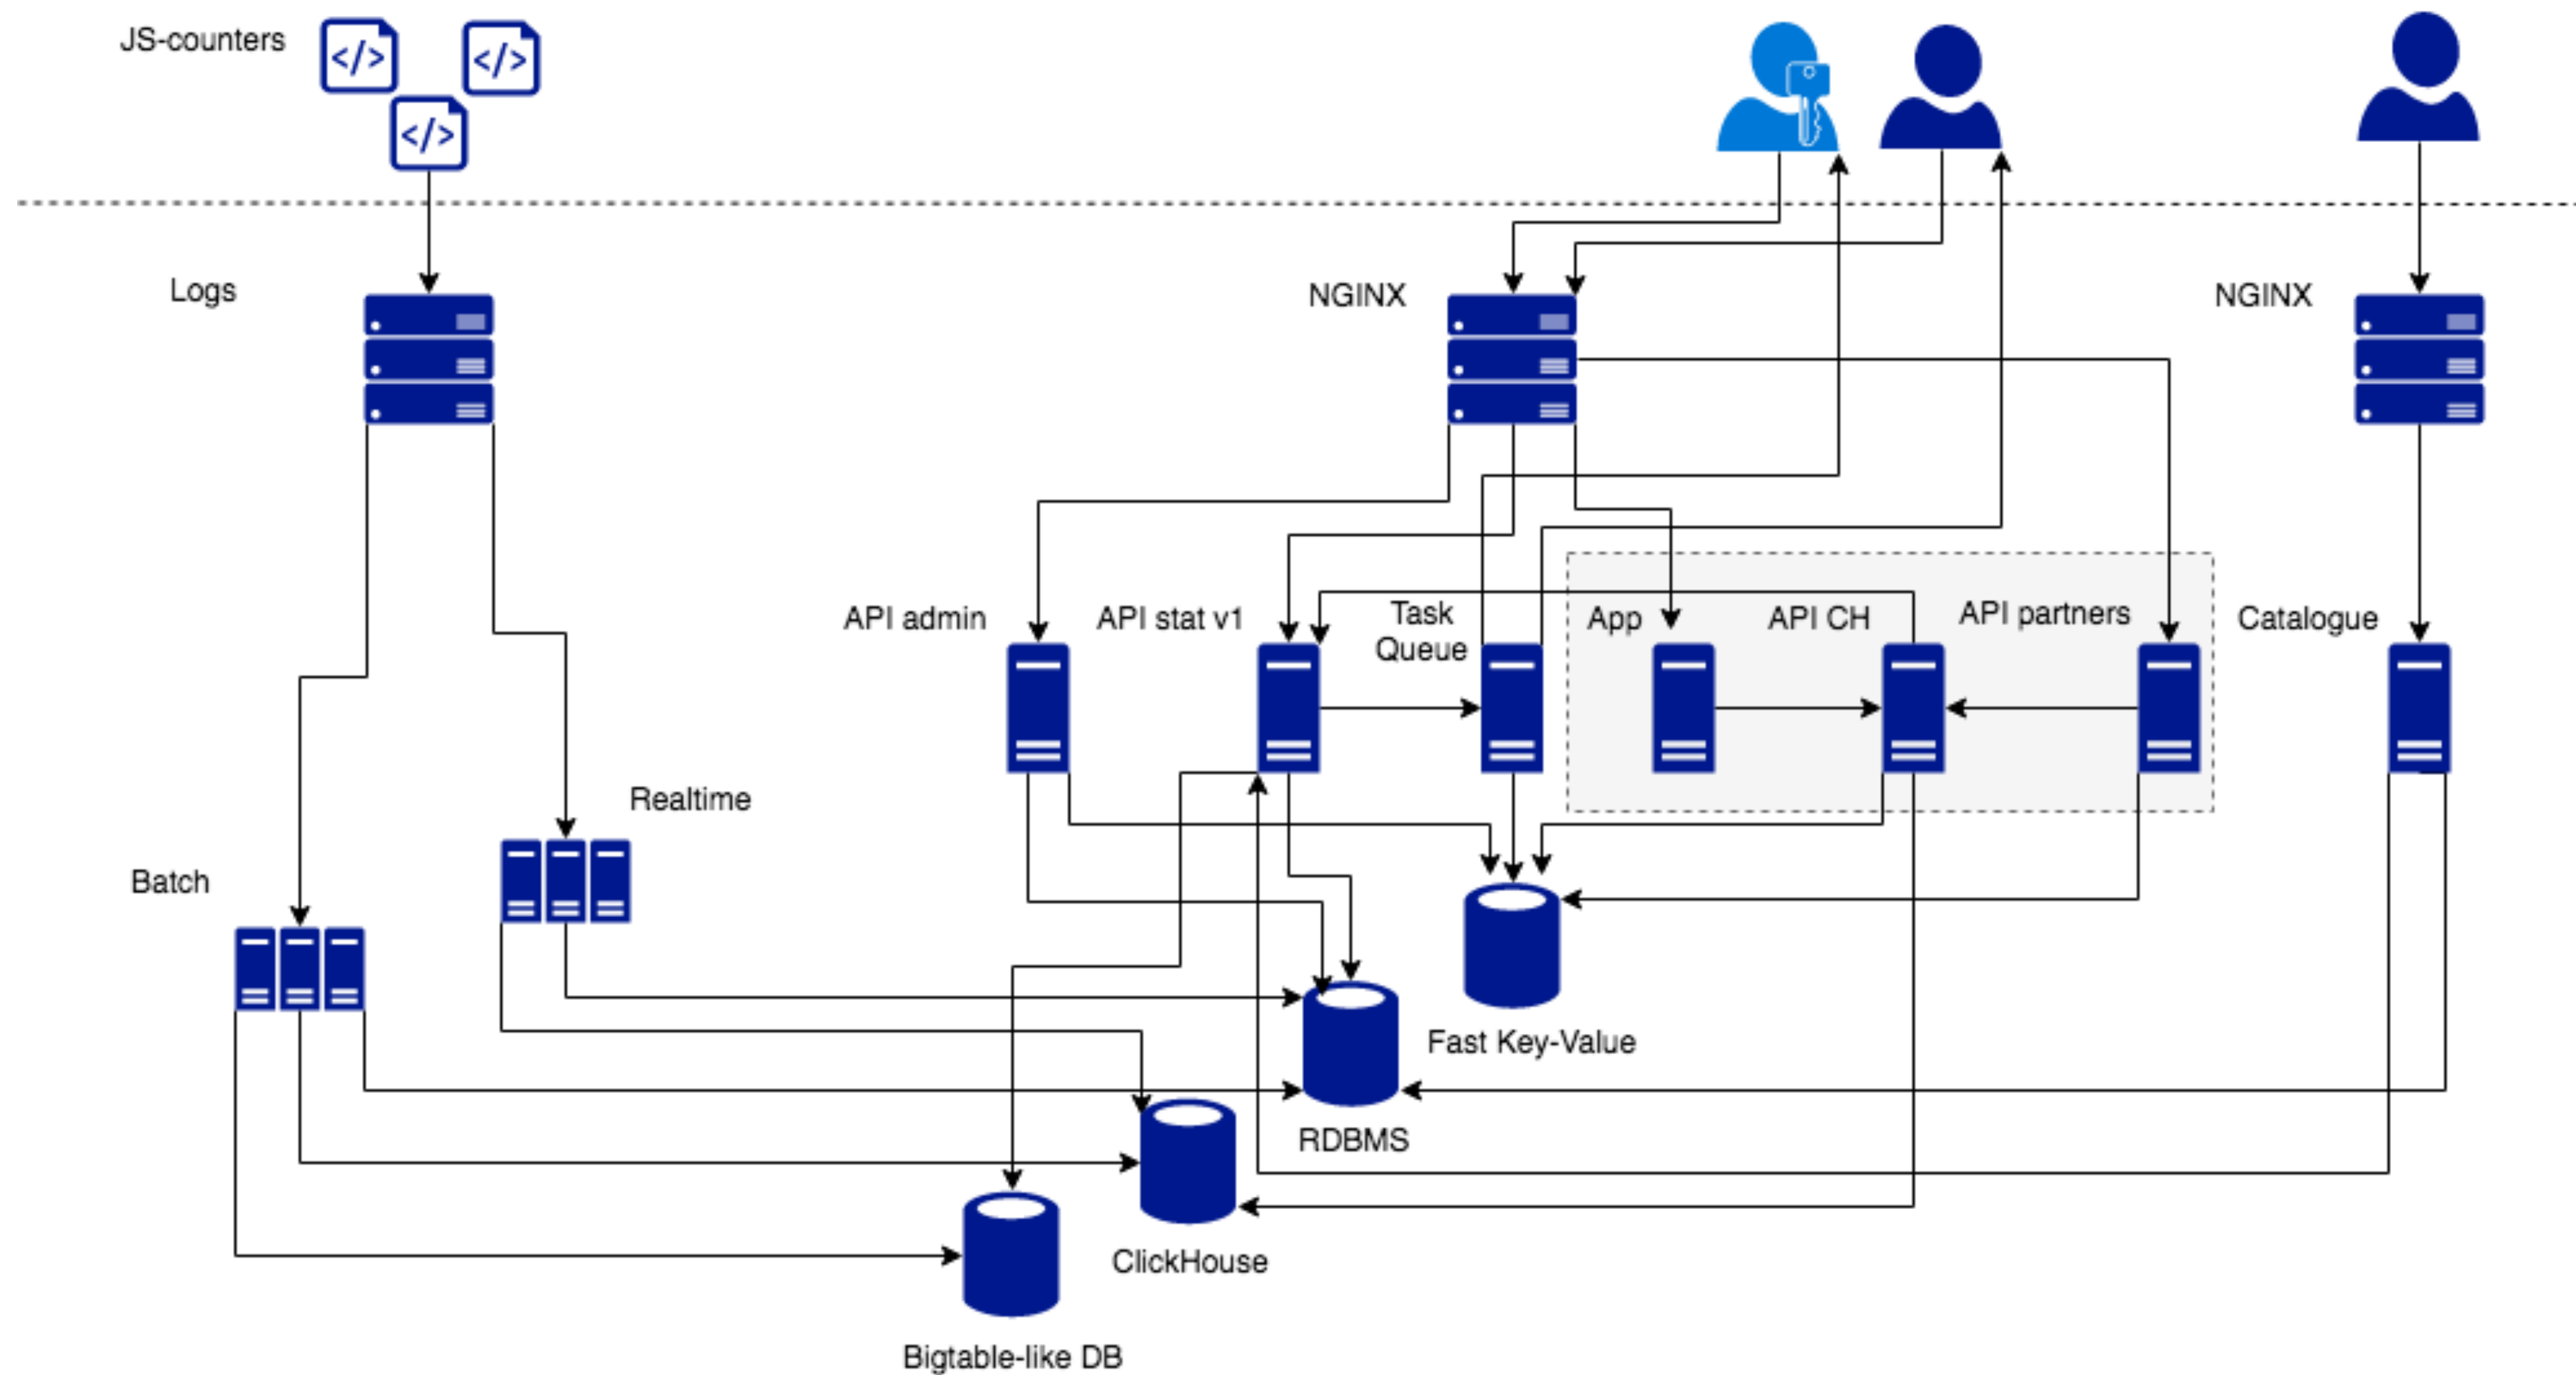 JS-counters
</>
</>
</>
Logs
NGINX
NGINX
API admin
API stat v1
Task
Queue
App
API CH
API partners
Catalogue
Realtime
Batch
Fast Key-Value
RDBMS
ClickHouse
Bigtable-like DB